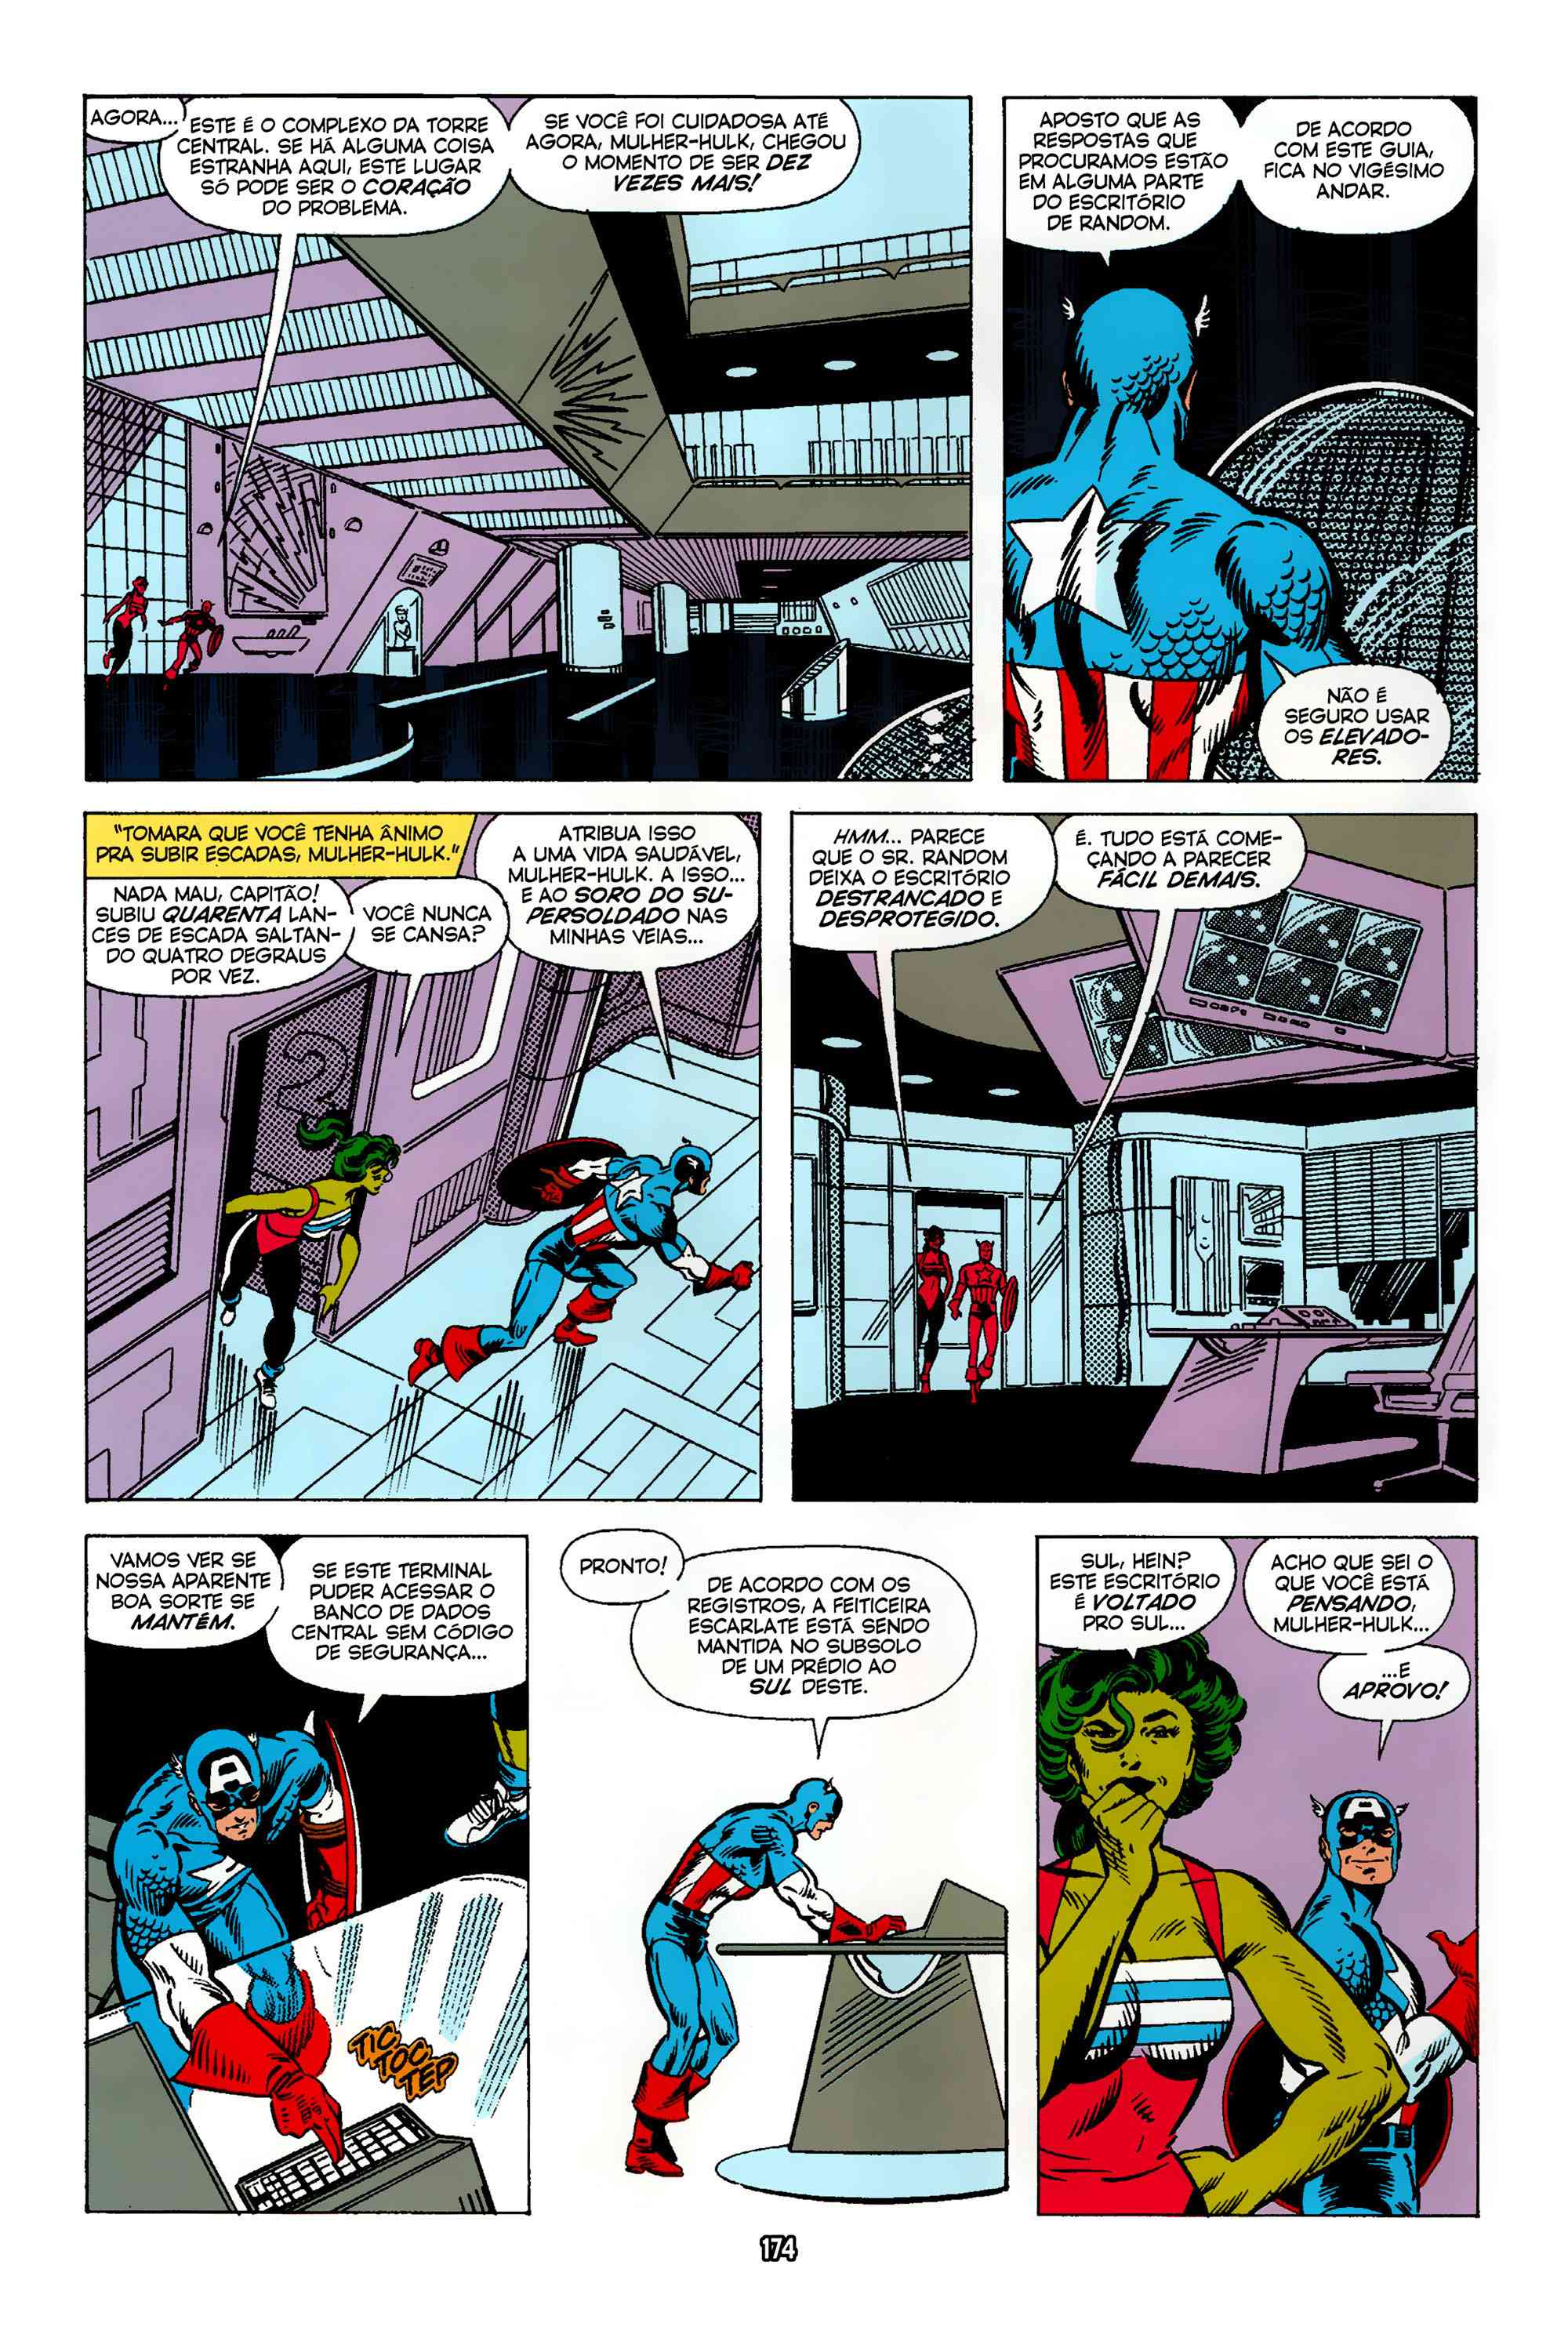 AGORA...
ESTE É O COMPLEXO DA TORRE
CENTRAL. SE HÁ ALGUMA COISA
ESTRANHA AQUI, ESTE LUGAR
SÓ PODE SER O CORAÇÃO
DO PROBLEMA.
SE VOCÊ FOI CUIDADOSA ATÉ
AGORA, MULHER-HULK, CHEGOU
O MOMENTO DE SER DEZ
VEZES MAIS!
APOSTO QUE AS
RESPOSTAS QUE
PROCURAMOS ESTÃO
EM ALGUMA PARTE
DO ESCRITÓRIO
DE RANDOM.
DE ACORDO
COM ESTE GUIA,
FICA NO VIGÉSIMO
ANDAR.
NÃO É
SEGURO USAR
OS ELEVADO-
RES.
"TOMARA QUE VOCÊ TENHA ÂNIMO
PRA SUBIR ESCADAS, MULHER-HULK."
NADA MAU, CAPITÃO!
SUBIU QUARENTA LAN-
CES DE ESCADA SALTAN-
DO QUATRO DEGRAUS
POR VEZ.
VOCÊ NUNCA
SE CANSA?
ATRIBUA ISSO
A UMA VIDA SAUDÁVEL,
MULHER-HULK. A ISSO...
E AO SORO DO SU-
PERSOLDADO NAS
MINHAS VEIAS...
2
HMM... PARECE
QUE O SR. RANDOM
DEIXA O ESCRITÓRIO
DESTRANCADO E
DESPROTEGIDO.
É. TUDO ESTÁ COME-
ÇANDO A PARECER
FÁCIL DEMAIS.
VAMOS VER SE
NOSSA APARENTE
BOA SORTE SE
MANTÉM.
SE ESTE TERMINAL
PUDER ACESSAR O
BANCO DE DADOS
CENTRAL SEM CÓDIGO
DE SEGURANÇA...
A
TIC
TOC
TEP
PRONTO!
DE ACORDO COM OS
REGISTROS, A FEITICEIRA
ESCARLATE ESTÁ SENDO
MANTIDA NO SUBSOLO
DE UM PRÉDIO AO
SUL DESTE.
SUL, HEIN?
ESTE ESCRITÓRIO
É VOLTADO
PRO SUL...
ACHO QUE SEI O
QUE VOCÊ ESTÁ
PENSANDO,
MULHER-HULK...
...E
APROVO!
A
174